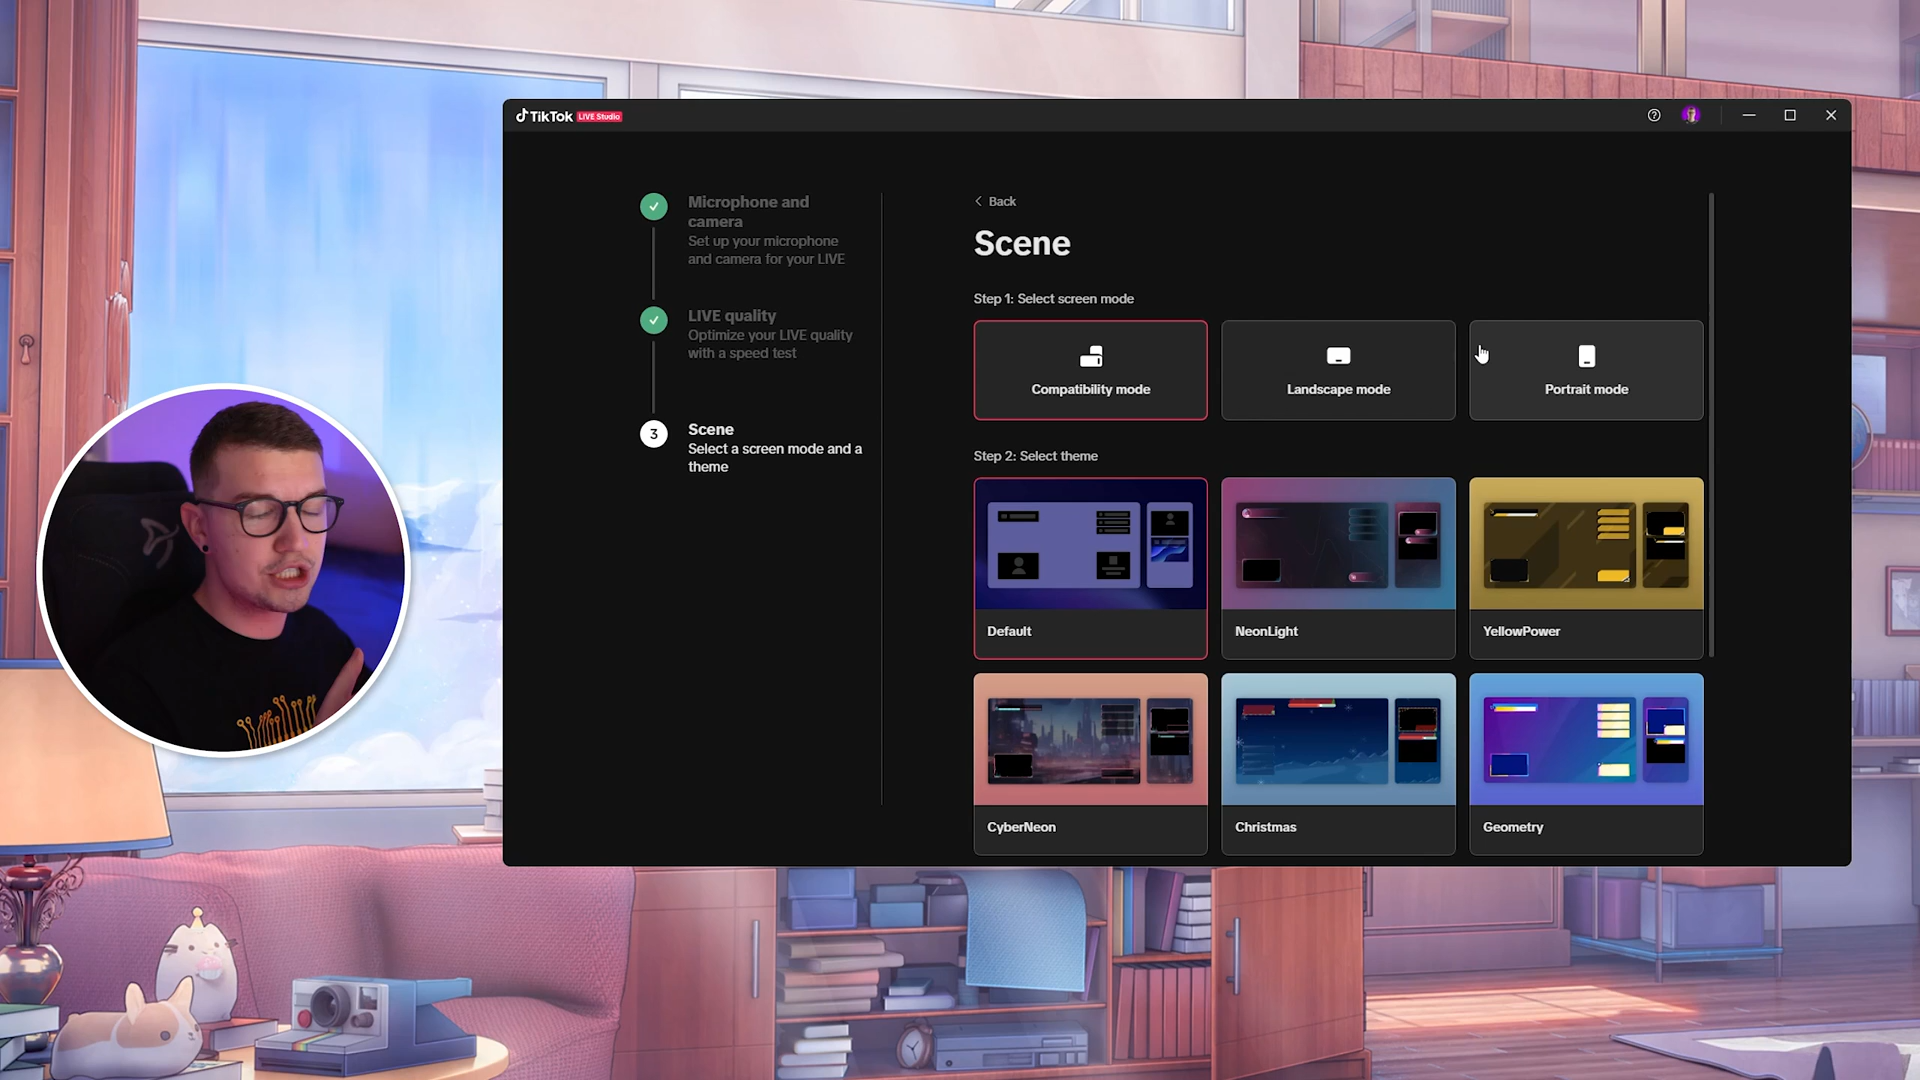 TikTok LIVE Studio
Microphone and
camera
Set up your microphone
and camera for your LIVE
LIVE quality
Optimize your LIVE quality
with a speed test
3
Scene
Select a screen mode and a
theme
Back
Scene
Step 1: Select screen mode
Compatibility mode
Landscape mode
Portrait mode
Step 2: Select theme
Default
NeonLight
YellowPower
CyberNeon
Christmas
Geometry